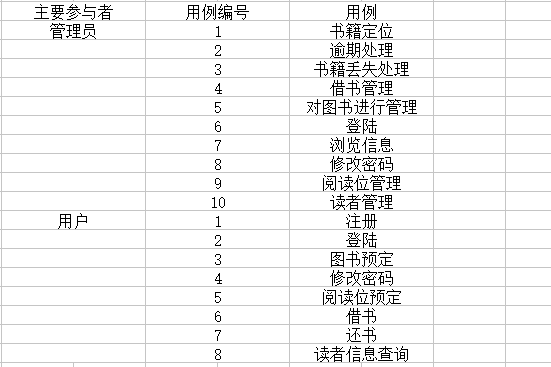 主要参与者 用例编号 用例
管理员 1 书籍定位
2 逾期处理
3 书籍丢失处理
4 借书管理
5 对图书进行管理
6 登陆
7 浏览信息
8 修改密码
9 阅读位管理
10 读者管理
用户 1 注册
2 登陆
3 图书预定
4 修改密码
5 阅读位预定
6 借书
7 还书
8 读者信息查询